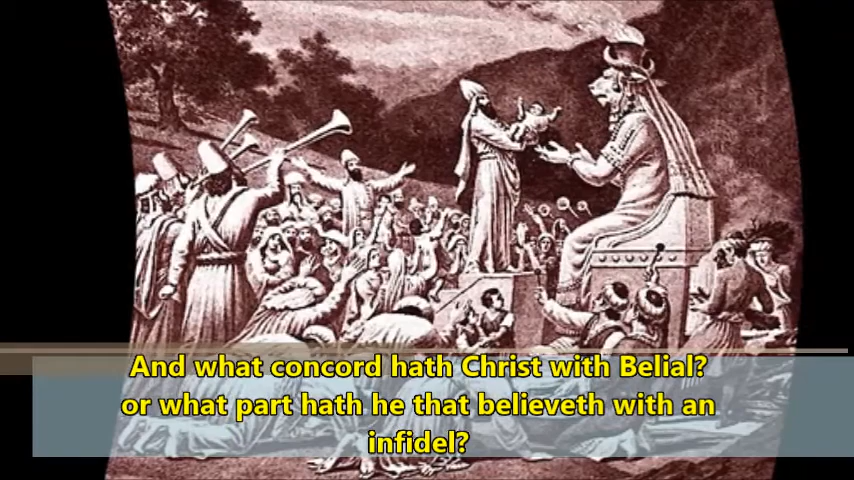 And what concord hath Christ with Belial?
or what part hath he that believeth with an
infidel?